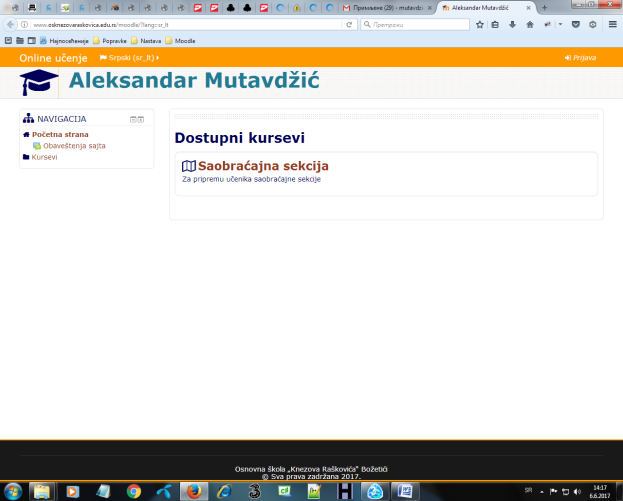 Примљене (29) - mutavdzi
Aleksandar Mutavdžić
www.osknezovaraskovica.edu.rs/moodle/?lang=sr_lt
Претражи
Најпосећеније
Popravke
Nastava
Moodle
Online učenje
Srpski (sr_lt)
Prijava
Aleksandar Mutavdžić
NAVIGACIJA
Početna strana
Obaveštenja sajta
Kursevi
Dostupni kursevi
Saobraćajna sekcija
Za pripremu učenika saobraćajne sekcije
Osnovna škola „Knezova Raškovića“ Božetići
© Sva prava zadržana 2017.
SR
14:17
6.6.2017